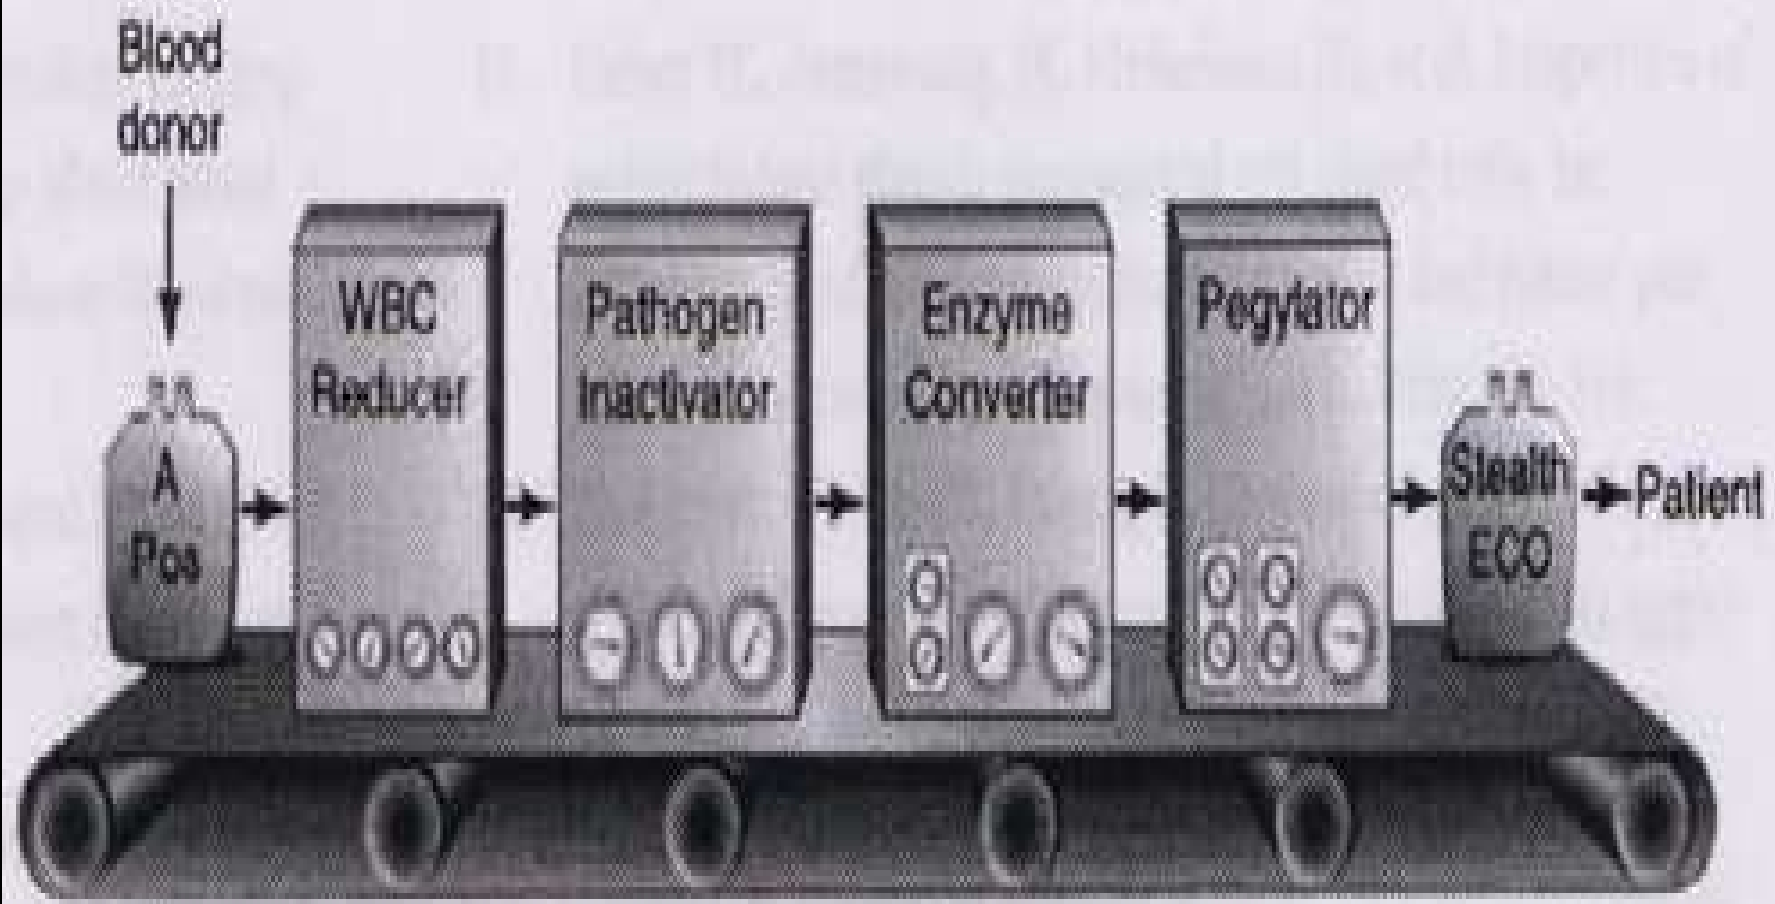 Blood
donor
A
Pos
WBC
Reducer
Pathogen
Inactivator
Enzyme
Converter
Pegylator
Stealth
ECO
Patient